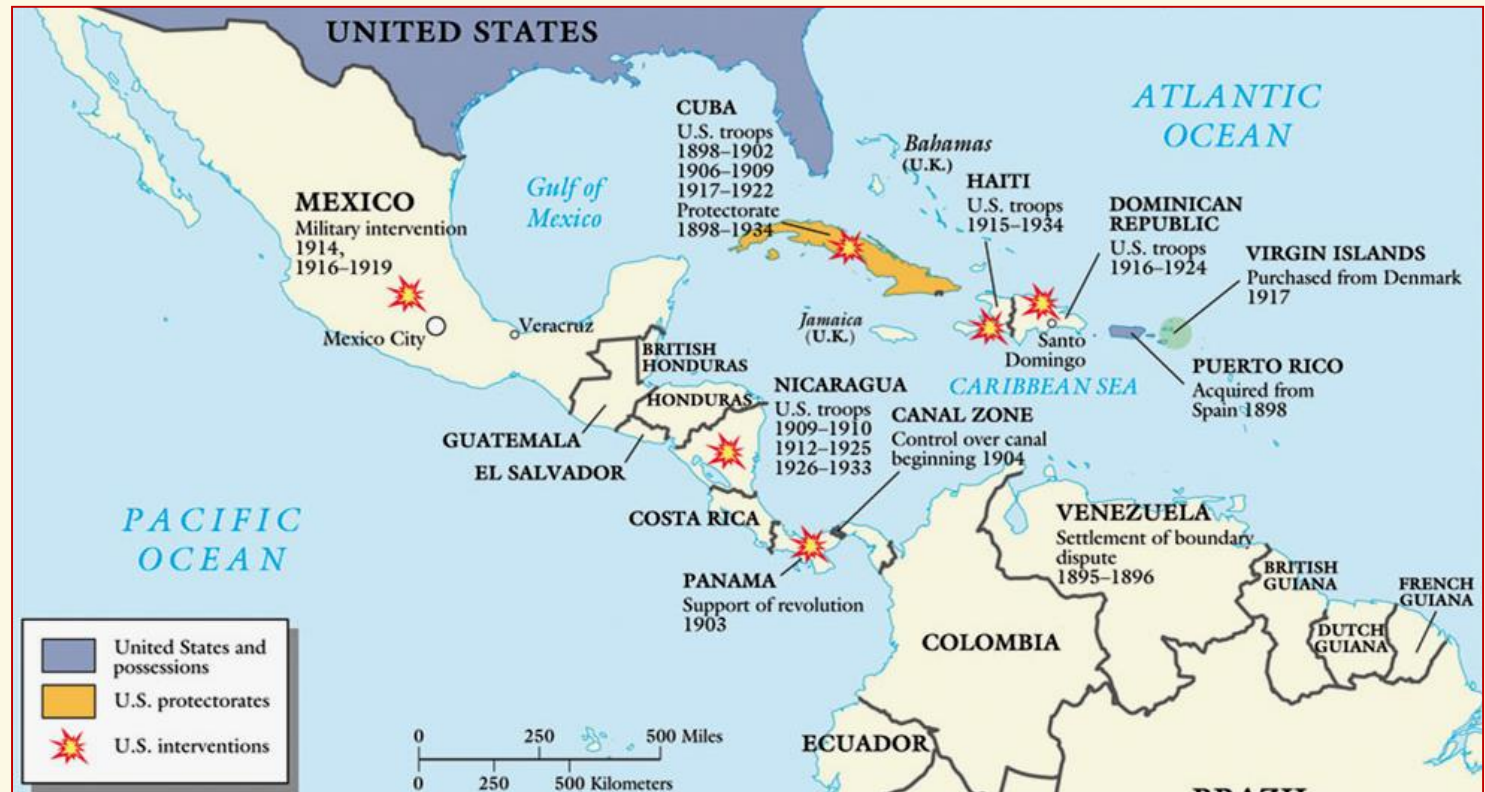 UNITED STATES
ATLANTIC
OCEAN
CUBA
U.S. troops
1898–1902
1906–1909
1917–1922
Protectorate
1898–1934
Bahamas
(U.K.)
Gulf of
Mexico
HAITI
U.S. troops
1915–1934
DOMINICAN
REPUBLIC
U.S. troops
1916–1924
MEXICO
Military intervention
1914,
1916–1919
VIRGIN ISLANDS
Purchased from Denmark
1917
Mexico City
Veracruz
Jamaica
(U.K.)
Santo
Domingo
BRITISH
HONDURAS
PUERTO RICO
Acquired from
Spain 1898
CARIBBEAN SEA
HONDURAS
NICARAGUA
U.S. troops
1909–1910
1912–1925
1926–1933
CANAL ZONE
Control over canal
beginning 1904
GUATEMALA
EL SALVADOR
COSTA RICA
PACIFIC
OCEAN
VENEZUELA
Settlement of boundary
dispute
1895–1896
PANAMA
Support of revolution
1903
BRITISH
GUIANA
FRENCH
GUIANA
DUTCH
GUIANA
COLOMBIA
United States and
possessions
U.S. protectorates
U.S. interventions
0 250 500 Miles
0 250 500 Kilometers
ECUADOR
BRAZIL